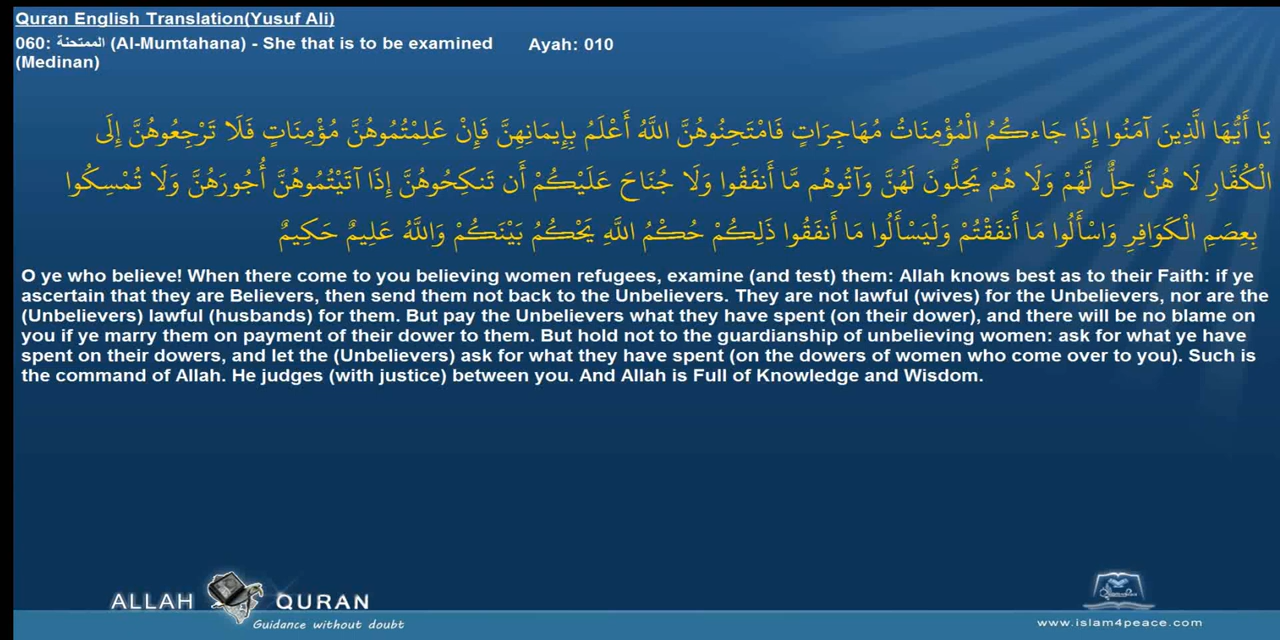 Quran English Translation(Yusuf Ali)
060: الممتحنة (Al-Mumtahana) - She that is to be examined
(Medinan)
Ayah: 010
يَا أَيُّهَا الَّذِينَ آمَنُوا إِذَا جَاءكُمُ الْمُؤْمِنَاتُ مُهَاجِرَاتٍ فَامْتَحِنُوهُنَّ اللَّهُ أَعْلَمُ بِإِيمَانِهِنَّ فَإِنْ عَلِمْتُمُوهُنَّ مُؤْمِنَاتٍ فَلَا تَرْجِعُوهُنَّ إِلَى
الْكُفَّارِ لَا هُنَّ حِلٌّ لَّهُمْ وَلَا هُمْ يَحِلُّونَ لَهُنَّ وَآتُوهُم مَّا أَنفَقُوا وَلَا جُنَاحَ عَلَيْكُمْ أَن تَنكِحُوهُنَّ إِذَا آتَيْتُمُوهُنَّ أُجُورَهُنَّ وَلَا تُمْسِكُوا
بِعِصَمِ الْكَوَافِرِ وَاسْأَلُوا مَا أَنفَقْتُمْ وَلْيَسْأَلُوا مَا أَنفَقُوا ذَلِكُمْ حُكْمُ اللَّهِ يَحْكُمُ بَيْنَكُمْ وَاللَّهُ عَلِيمٌ حَكِيمٌ
O ye who believe! When there come to you believing women refugees, examine (and test) them: Allah knows best as to their Faith: if ye
ascertain that they are Believers, then send them not back to the Unbelievers. They are not lawful (wives) for the Unbelievers, nor are the
(Unbelievers) lawful (husbands) for them. But pay the Unbelievers what they have spent (on their dower), and there will be no blame on
you if ye marry them on payment of their dower to them. But hold not to the guardianship of unbelieving women: ask for what ye have
spent on their dowers, and let the (Unbelievers) ask for what they have spent (on the dowers of women who come over to you). Such is
the command of Allah. He judges (with justice) between you. And Allah is Full of Knowledge and Wisdom.
ALLAH QURAN
Guidance without doubt
www.islam4peace.com